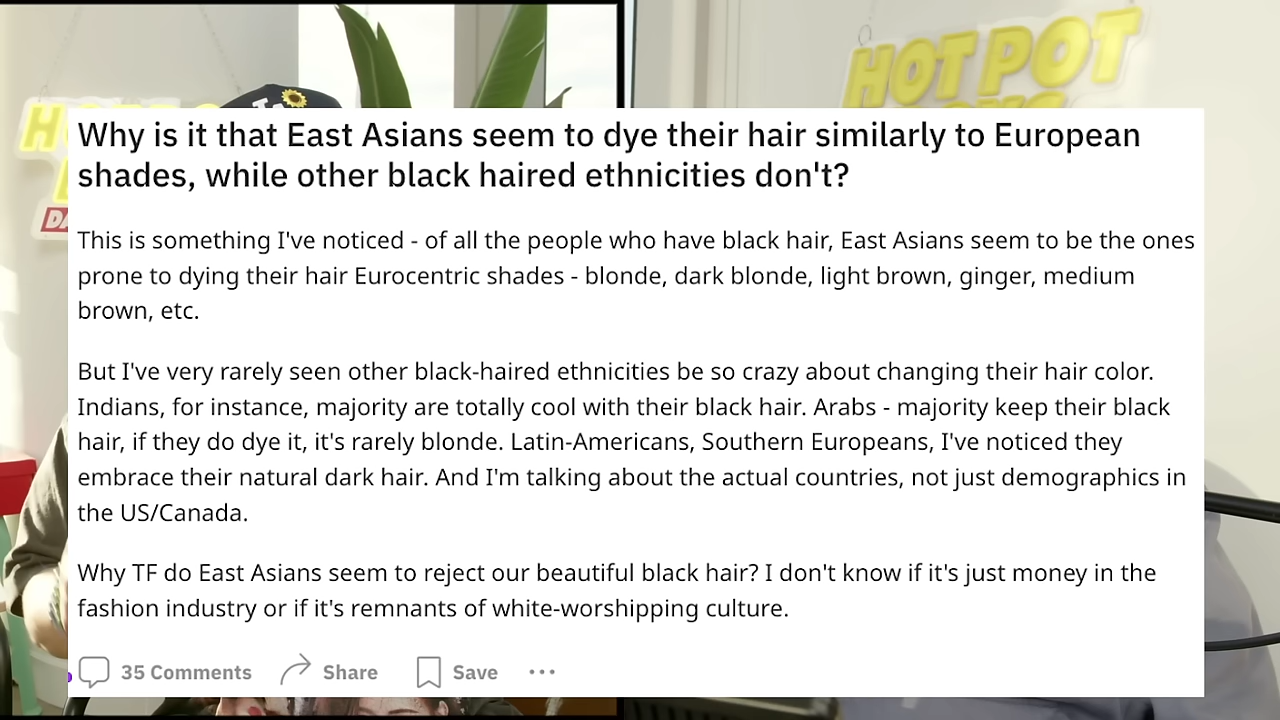 HOT POT
Why is it that East Asians seem to dye their hair similarly to European
shades, while other black haired ethnicities don't?
This is something I've noticed - of all the people who have black hair, East Asians seem to be the ones
prone to dying their hair Eurocentric shades - blonde, dark blonde, light brown, ginger, medium
brown, etc.
But I've very rarely seen other black-haired ethnicities be so crazy about changing their hair color.
Indians, for instance, majority are totally cool with their black hair. Arabs - majority keep their black
hair, if they do dye it, it's rarely blonde. Latin-Americans, Southern Europeans, I've noticed they
embrace their natural dark hair. And I'm talking about the actual countries, not just demographics in
the US/Canada.
Why TF do East Asians seem to reject our beautiful black hair? I don't know if it's just money in the
fashion industry or if it's remnants of white-worshipping culture.
35 Comments Share Save